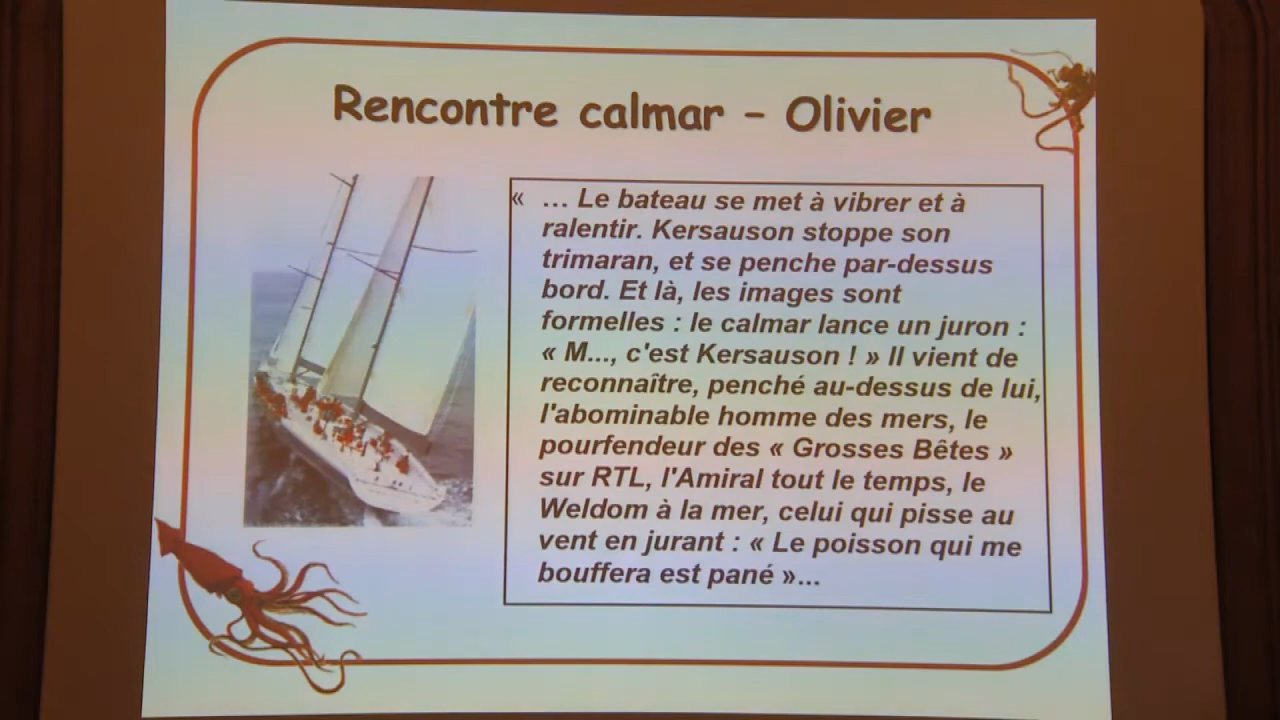 Rencontre calmar – Olivier
« … Le bateau se met à vibrer et à
ralentir. Kersauson stoppe son
trimaran, et se penche par-dessus
bord. Et là, les images sont
formelles : le calmar lance un juron :
« M..., c'est Kersauson ! » Il vient de
reconnaître, penché au-dessus de lui,
l'abominable homme des mers, le
pourfendeur des « Grosses Bêtes »
sur RTL, l'Amiral tout le temps, le
Weldom à la mer, celui qui pisse au
vent en jurant : « Le poisson qui me
bouffera est pané »...